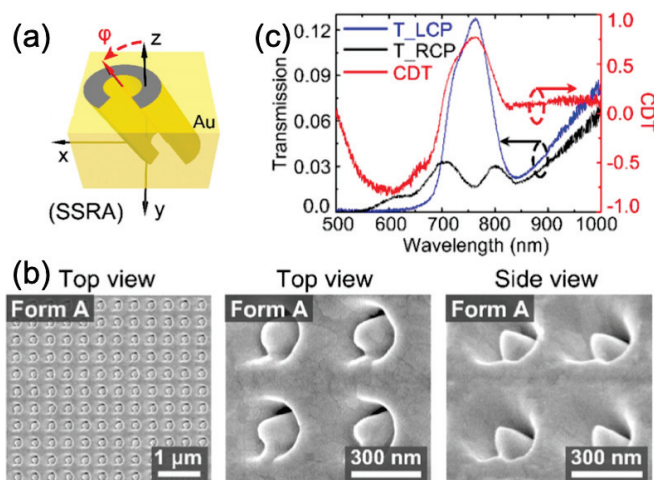 (a)
φ
z
Au
x
(SSRA)
y
(c)
T_LCP
T_RCP
CDT
Transmission
0.12
0.09
0.06
0.03
0.0
1.0
0.5
0.0
-0.5
-1.0
CDT
500 600 700 800 900 1000
Wavelength (nm)
(b)
Top view
Top view
Side view
Form A
Form A
Form A
1 µm
300 nm
300 nm